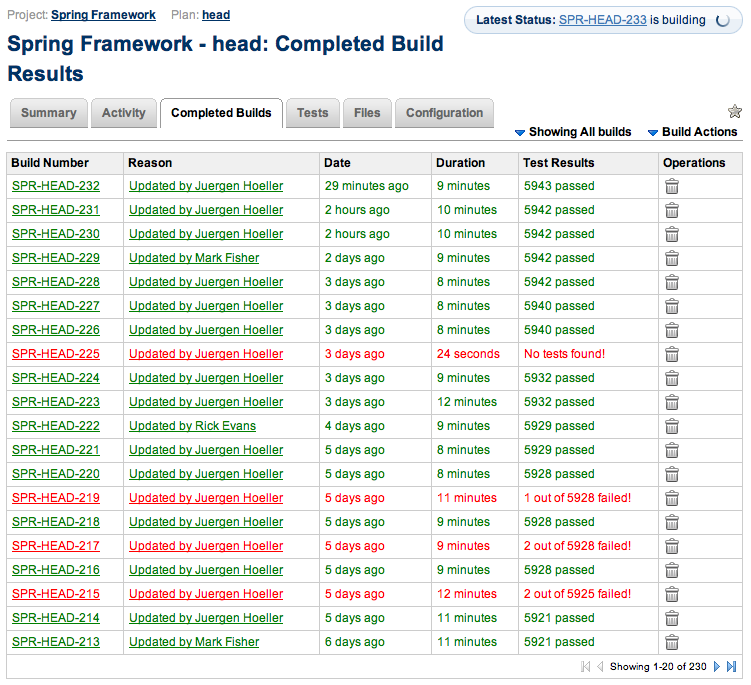 Project: Spring Framework Plan: head
Latest Status: SPR-HEAD-233 is building
Spring Framework - head: Completed Build
Results
Summary Activity Completed Builds Tests Files Configuration
Showing All builds Build Actions
Build Number Reason Date Duration Test Results Operations
SPR-HEAD-232 Updated by Juergen Hoeller 29 minutes ago 9 minutes 5943 passed
SPR-HEAD-231 Updated by Juergen Hoeller 2 hours ago 10 minutes 5942 passed
SPR-HEAD-230 Updated by Juergen Hoeller 2 hours ago 10 minutes 5942 passed
SPR-HEAD-229 Updated by Mark Fisher 2 days ago 9 minutes 5942 passed
SPR-HEAD-228 Updated by Juergen Hoeller 3 days ago 8 minutes 5942 passed
SPR-HEAD-227 Updated by Juergen Hoeller 3 days ago 8 minutes 5940 passed
SPR-HEAD-226 Updated by Juergen Hoeller 3 days ago 8 minutes 5940 passed
SPR-HEAD-225 Updated by Juergen Hoeller 3 days ago 24 seconds No tests found!
SPR-HEAD-224 Updated by Juergen Hoeller 3 days ago 9 minutes 5932 passed
SPR-HEAD-223 Updated by Juergen Hoeller 3 days ago 12 minutes 5932 passed
SPR-HEAD-222 Updated by Rick Evans 4 days ago 9 minutes 5929 passed
SPR-HEAD-221 Updated by Juergen Hoeller 5 days ago 8 minutes 5929 passed
SPR-HEAD-220 Updated by Juergen Hoeller 5 days ago 8 minutes 5928 passed
SPR-HEAD-219 Updated by Juergen Hoeller 5 days ago 11 minutes 1 out of 5928 failed!
SPR-HEAD-218 Updated by Juergen Hoeller 5 days ago 9 minutes 5928 passed
SPR-HEAD-217 Updated by Juergen Hoeller 5 days ago 9 minutes 2 out of 5928 failed!
SPR-HEAD-216 Updated by Juergen Hoeller 5 days ago 9 minutes 5928 passed
SPR-HEAD-215 Updated by Juergen Hoeller 5 days ago 12 minutes 2 out of 5925 failed!
SPR-HEAD-214 Updated by Juergen Hoeller 5 days ago 11 minutes 5921 passed
SPR-HEAD-213 Updated by Mark Fisher 6 days ago 11 minutes 5921 passed
Showing 1-20 of 230